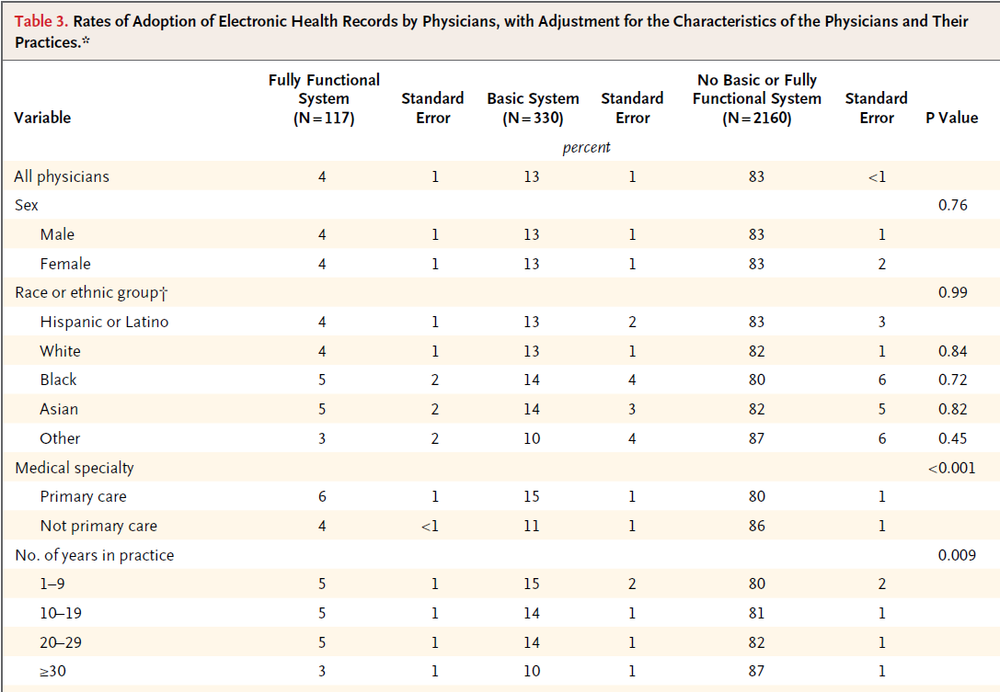 Table 3. Rates of Adoption of Electronic Health Records by Physicians, with Adjustment for the Characteristics of the Physicians and Their
Practices.*
Variable Fully Functional System (N=117) Standard Error Basic System (N=330) Standard Error No Basic or Fully Functional System (N=2160) Standard Error P Value
percent
All physicians 4 1 13 1 83 <1
Sex 0.76
Male 4 1 13 1 83 1
Female 4 1 13 1 83 2
Race or ethnic group† 0.99
Hispanic or Latino 4 1 13 2 83 3
White 4 1 13 1 82 1 0.84
Black 5 2 14 4 80 6 0.72
Asian 5 2 14 3 82 5 0.82
Other 3 2 10 4 87 6 0.45
Medical specialty <0.001
Primary care 6 1 15 1 80 1
Not primary care 4 <1 11 1 86 1
No. of years in practice 0.009
1–9 5 1 15 2 80 2
10–19 5 1 14 1 81 1
20–29 5 1 14 1 82 1
≥30 3 1 10 1 87 1